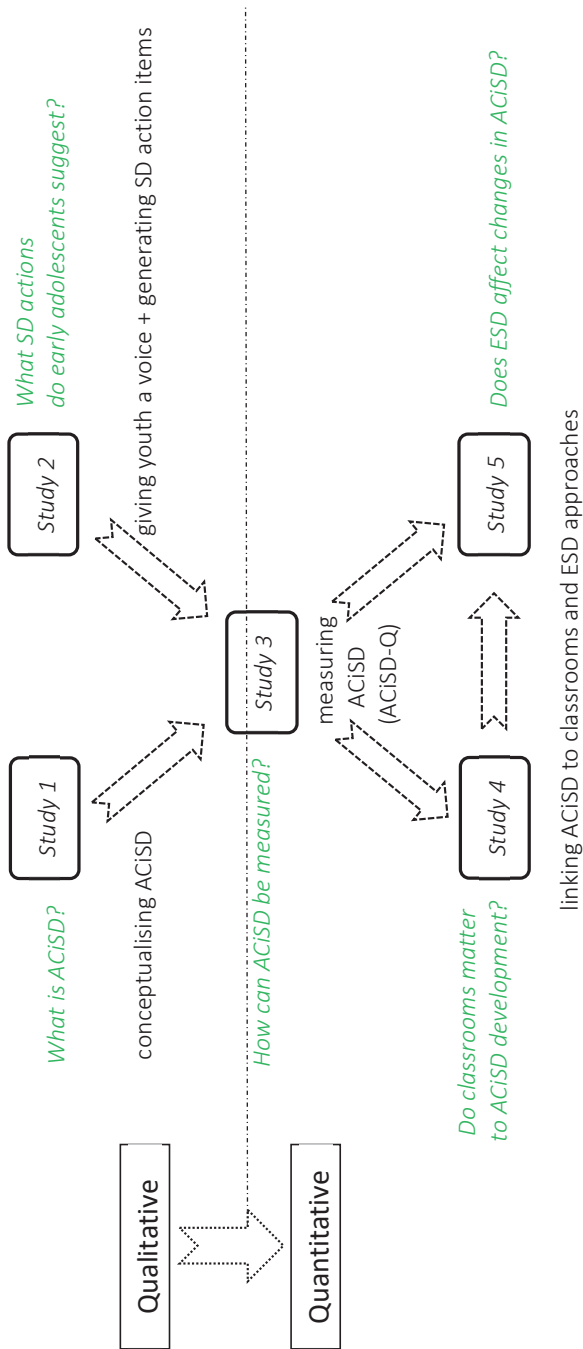 Qualitative
Quantitative
What is ACiSD?
Study 1
Study 2
What SD actions
do early adolescents suggest?
conceptualising ACiSD
giving youth a voice + generating SD action items
How can ACiSD be measured?
Study 3
measuring
ACiSD
(ACiSD-Q)
Do classrooms matter
to ACiSD development?
Study 4
Study 5
Does ESD affect changes in ACiSD?
linking ACiSD to classrooms and ESD approaches